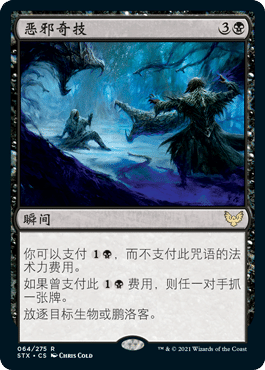 恶邪奇技 3
瞬间
你可以支付 1，而不支付此咒语的法
术力费用。
如果曾支付此 1 费用，则任一对手抓
一张牌。
放逐目标生物或鹏洛客。
064/275 R
STX • CS Chris Cold
™ & © 2021 Wizards of the Coast